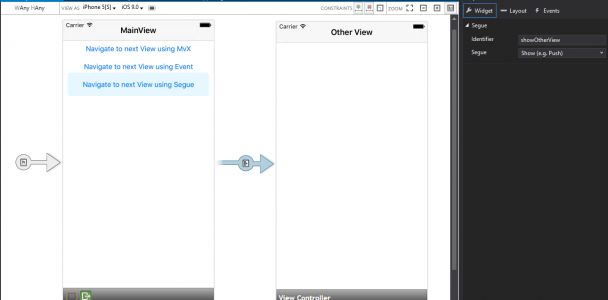 WAny HAny VIEW AS iPhone 5[S] iOS 9.0 CONSTRAINTS ZOOM
Widget Layout Events
Segue
Identifier showOtherView
Segue Show (e.g. Push)
Carrier
MainView
Navigate to next View using MvX
Navigate to next View using Event
Navigate to next View using Segue
Carrier
Other View
View Controller